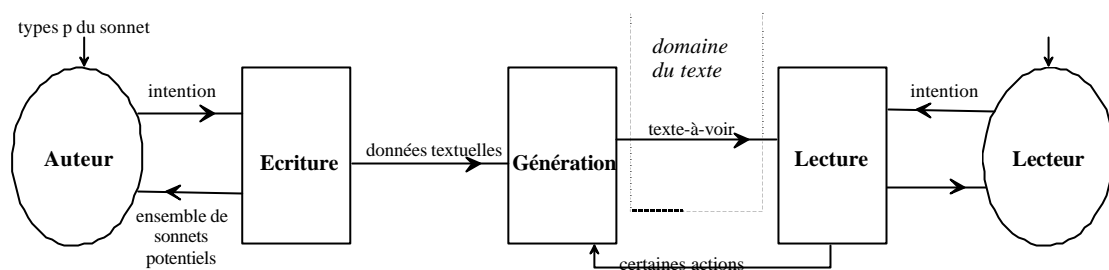 types p du sonnet
domaine
du texte
intention
intention
texte-à-voir
Auteur
Ecriture
données textuelles
Génération
Lecture
Lecteur
ensemble de
sonnets
potentiels
certaines actions